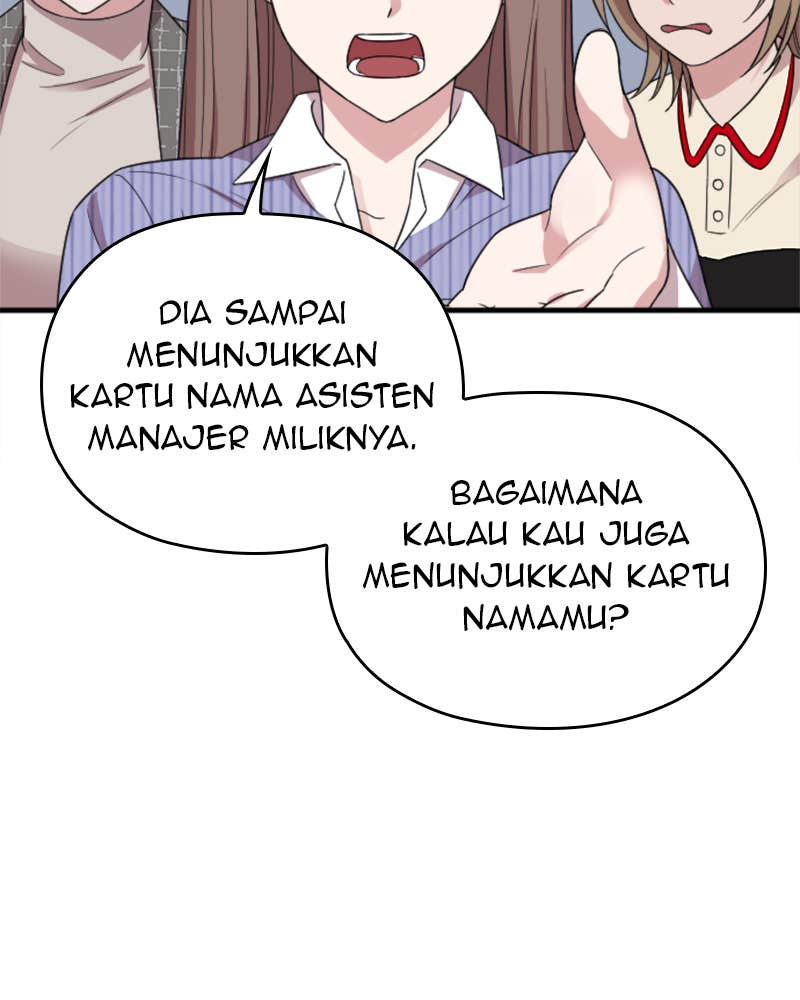 DIA SAMPAI
MENUNJUKKAN
KARTU NAMA ASISTEN
MANAJER MILIKNYA.
BAGAIMANA
KALAU KAU JUGA
MENUNJUKKAN KARTU
NAMAMU?